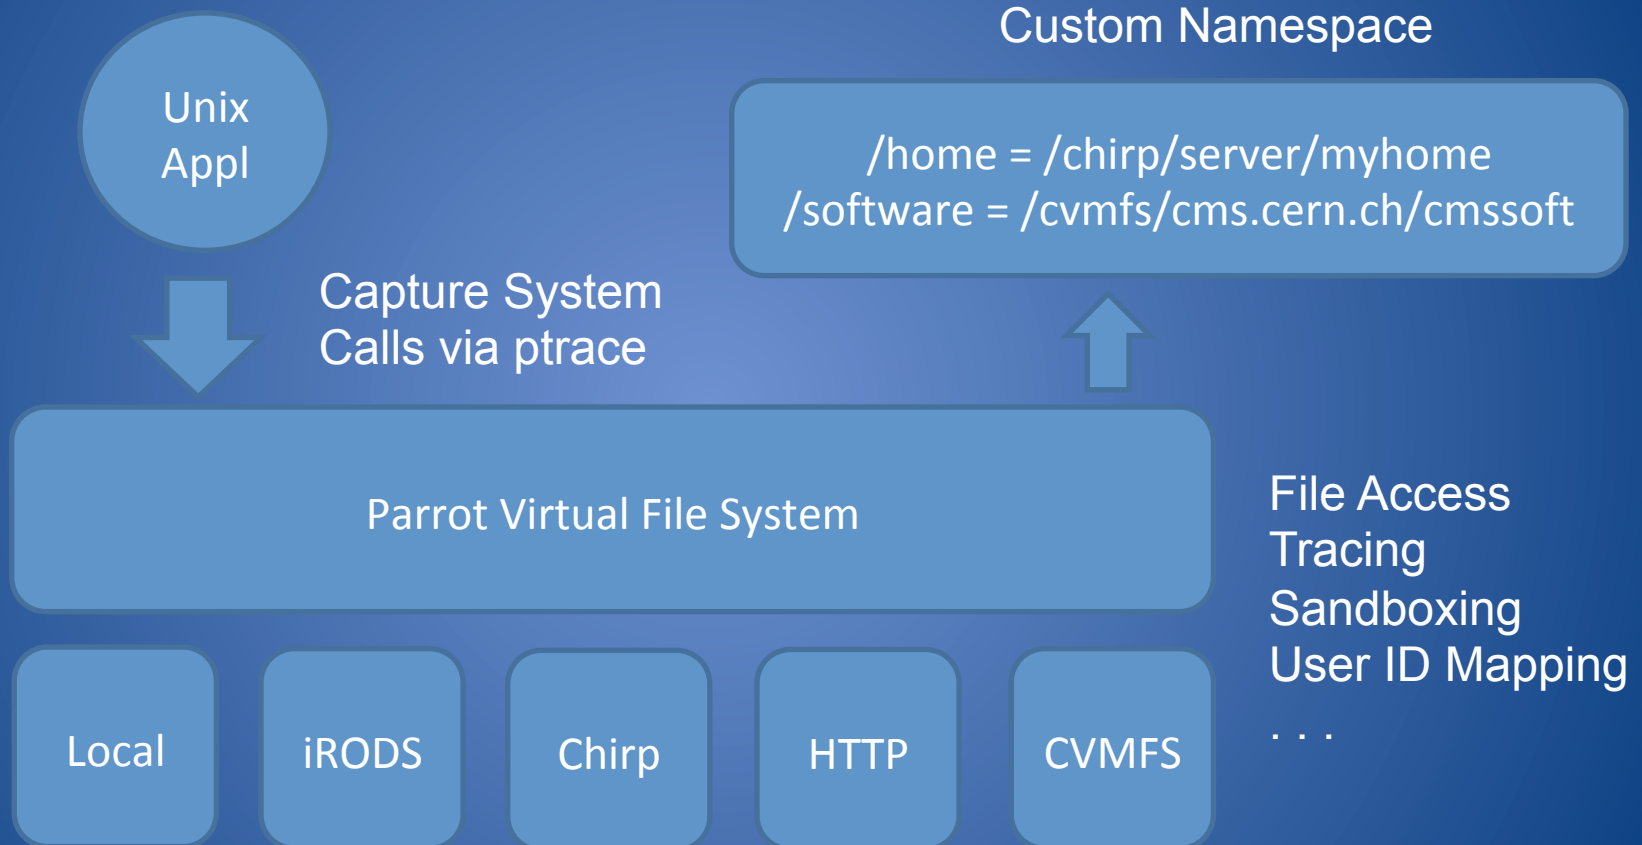 Custom Namespace
Unix
Appl
/home = /chirp/server/myhome
/software = /cvmfs/cms.cern.ch/cmssoft
Capture System
Calls via ptrace
Parrot Virtual File System
File Access
Tracing
Sandboxing
User ID Mapping
. . .
Local
iRODS
Chirp
HTTP
CVMFS